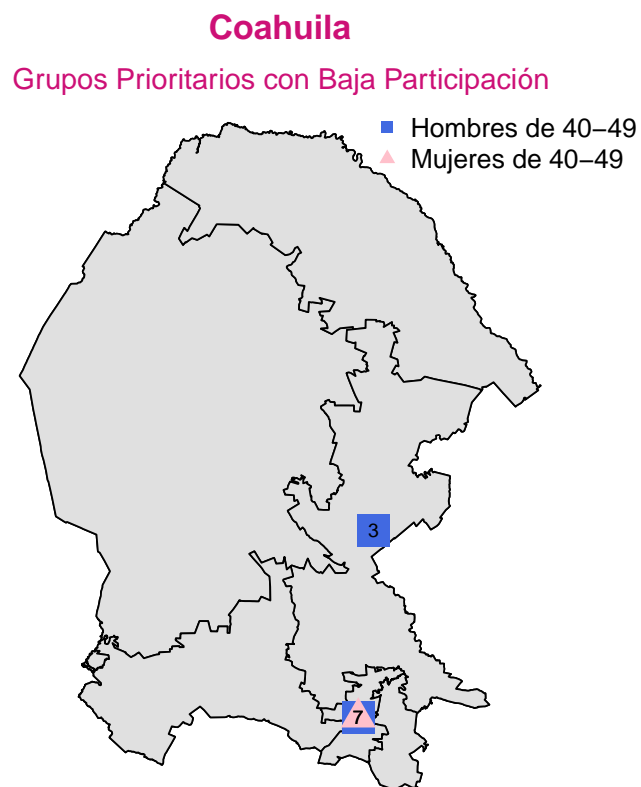 Coahuila
Grupos Prioritarios con Baja Participación
Hombres de 40−49
Mujeres de 40−49
3
7